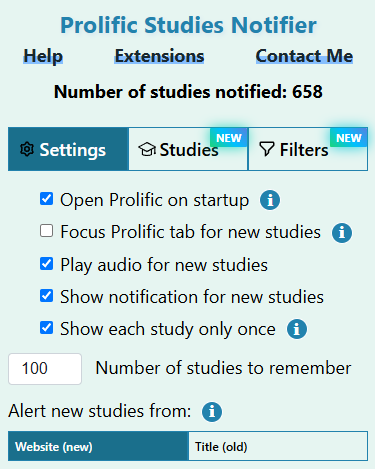 Prolific Studies Notifier
Help Extensions Contact Me
Number of studies notified: 658
NEW NEW
Settings Studies Filters
Open Prolific on startup
Focus Prolific tab for new studies
Play audio for new studies
Show notification for new studies
Show each study only once
100 Number of studies to remember
Alert new studies from:
Website (new) Title (old)